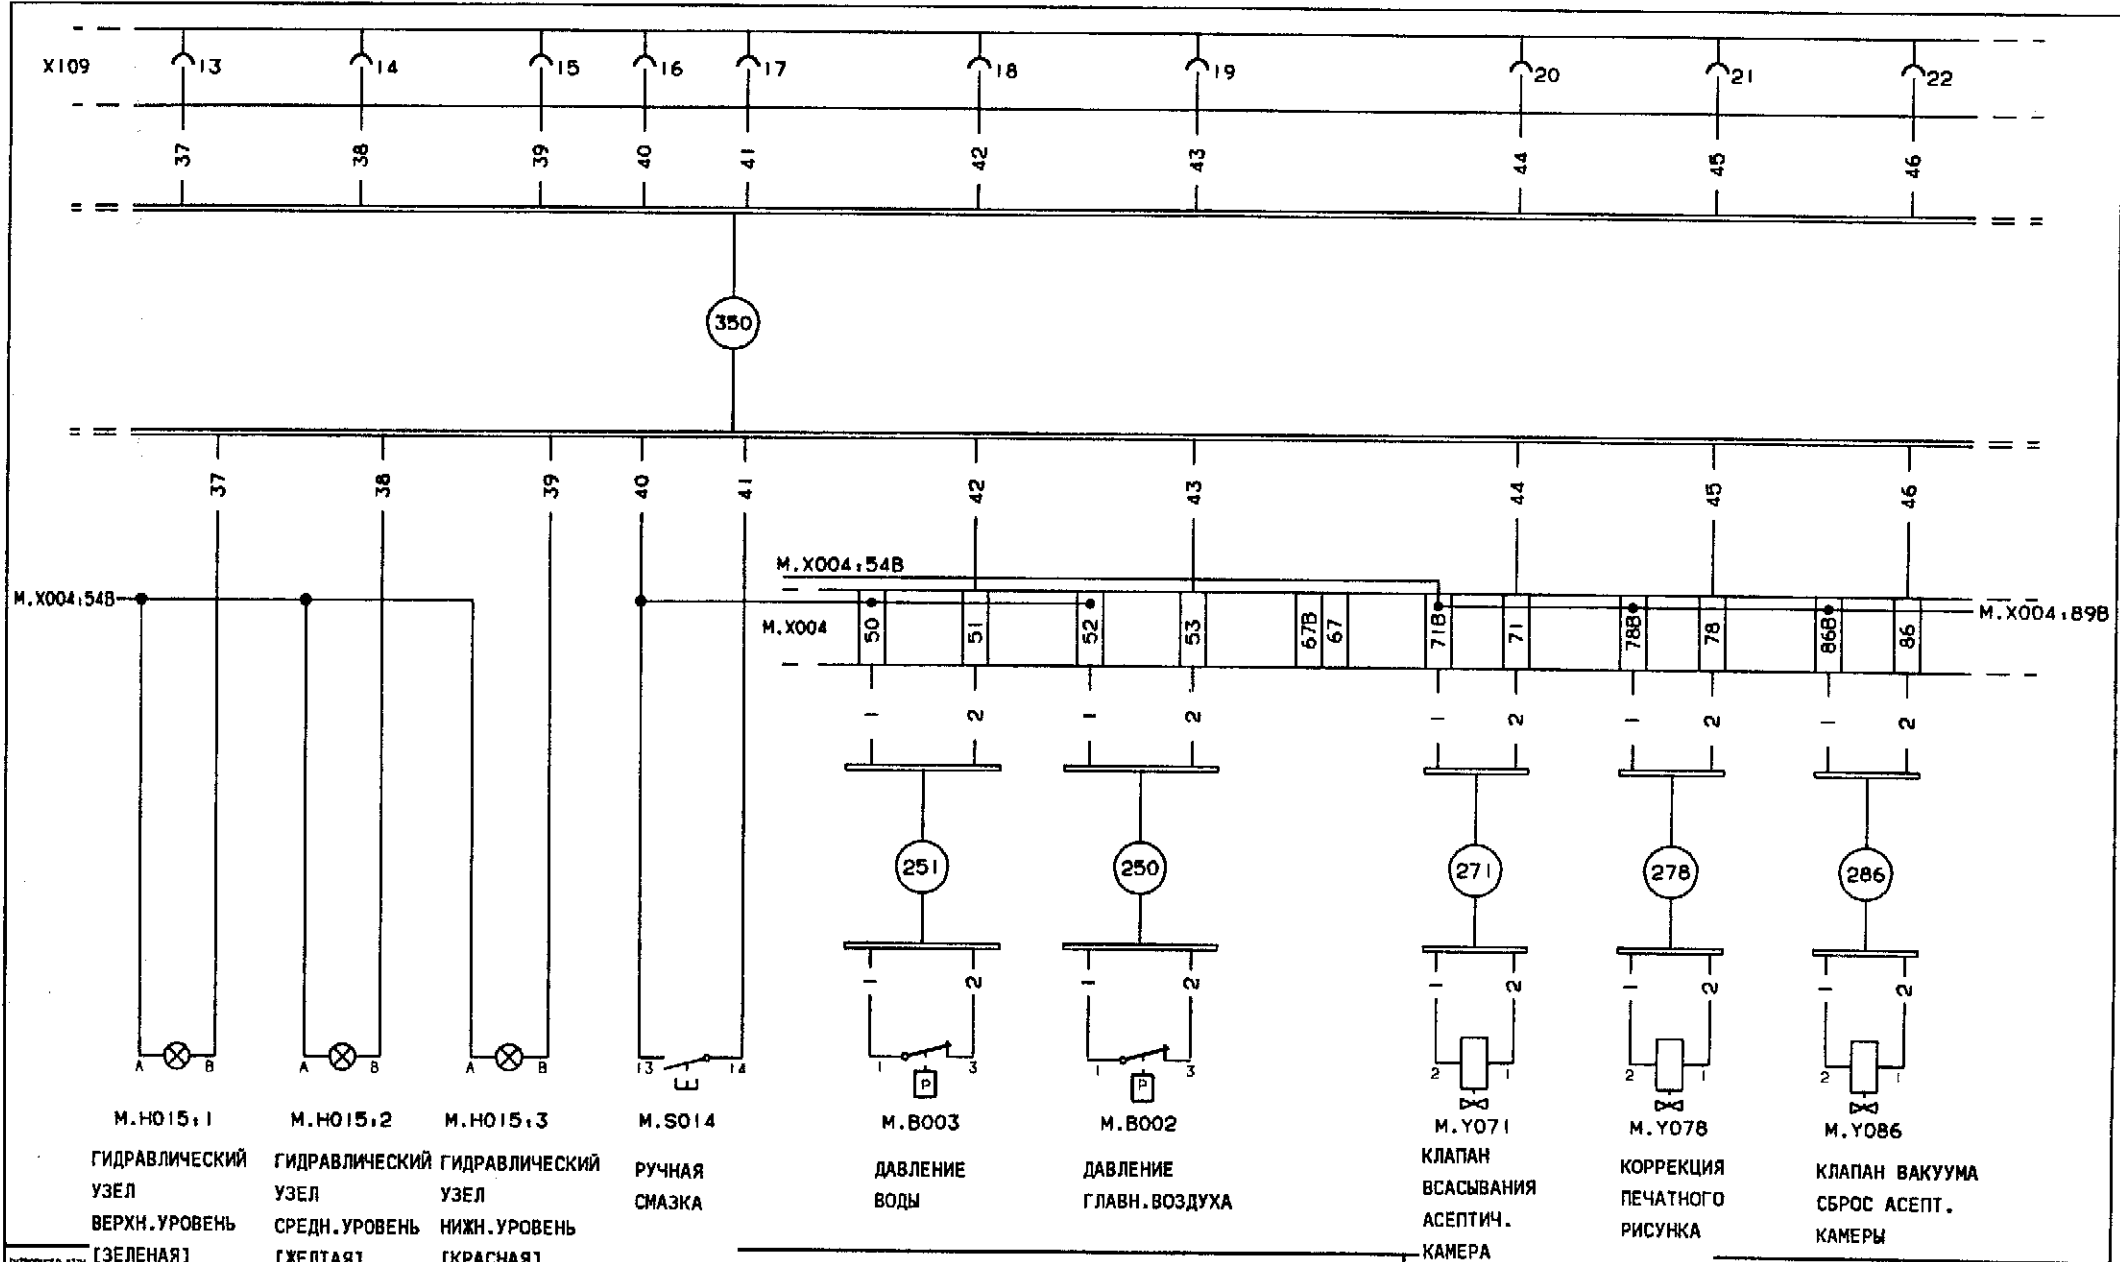 X109 13 14 15 16 17 18 19 20 21 22
37 38 39 40 41 42 43 44 45 46
350
37 38 39 40 41 42 43 44 45 46
M.X004:54B
M.X004:54B
M.X004 50 51 52 53 67B 67 71B 71 78B 78 86B 86
M.X004:89B
1 2 1 2 1 2 1 2 1 2
251 250 271 278 286
1 2 1 2 1 2 1 2 1 2
A B A B A B 13 14 1 3 1 3 2 1 2 1 2 1
P P
M.H015:1 M.H015:2 M.H015:3 M.S014 M.B003 M.B002 M.Y071 M.Y078 M.Y086
ГИДРАВЛИЧЕСКИЙ
УЗЕЛ
ВЕРХН.УРОВЕНЬ
[ЗЕЛЕНАЯ]
ГИДРАВЛИЧЕСКИЙ
УЗЕЛ
СРЕДН.УРОВЕНЬ
[ЖЕЛТАЯ]
ГИДРАВЛИЧЕСКИЙ
УЗЕЛ
НИЖН.УРОВЕНЬ
[КРАСНАЯ]
РУЧНАЯ
СМАЗКА
ДАВЛЕНИЕ
ВОДЫ
ДАВЛЕНИЕ
ГЛАВН.ВОЗДУХА
КЛАПАН
ВСАСЫВАНИЯ
АСЕПТИЧ.
КАМЕРА
КОРРЕКЦИЯ
ПЕЧАТНОГО
РИСУНКА
КЛАПАН ВАКУУМА
СБРОС АСЕПТ.
КАМЕРЫ